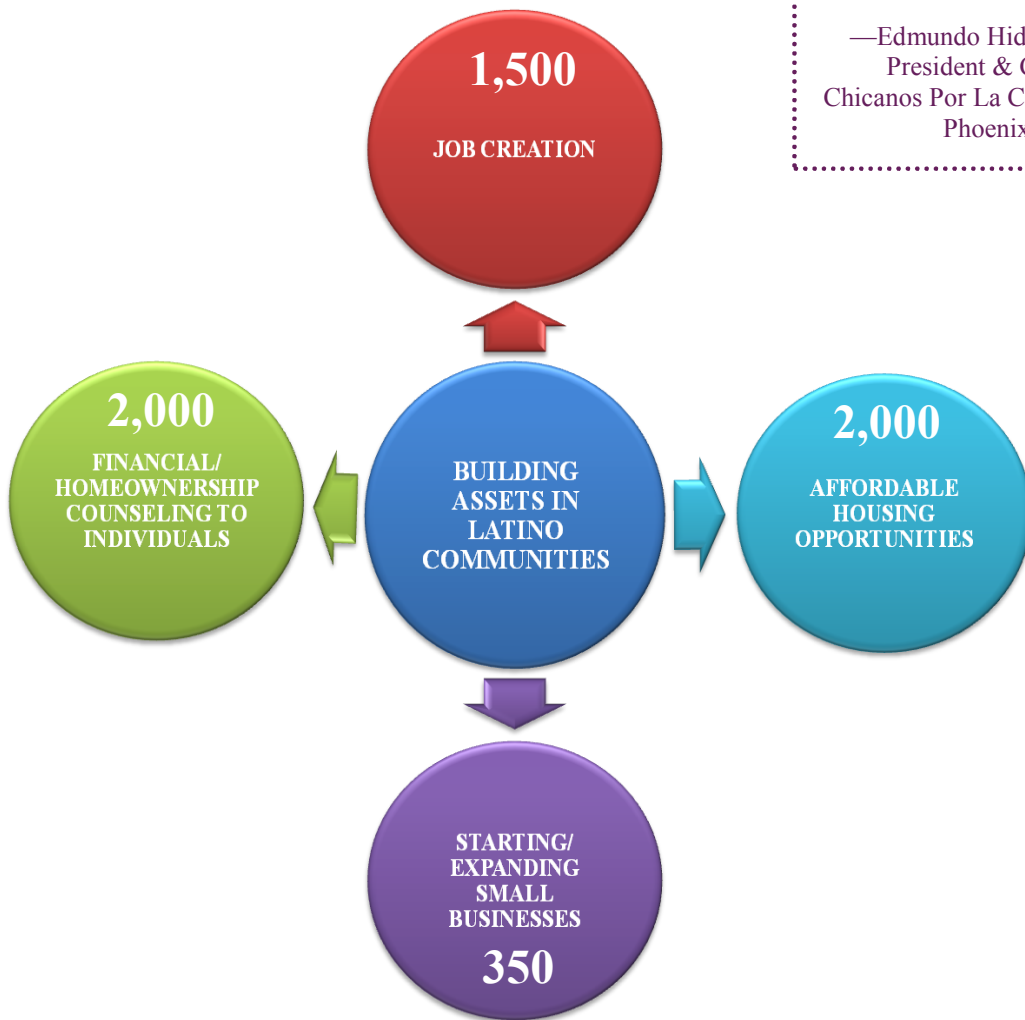 —Edmundo
President &
Chicanos Por La
Phoenix
1,500
JOB CREATION
2,000
FINANCIAL/
HOMEOWNERSHIP
COUNSELING TO
INDIVIDUALS
BUILDING
ASSETS IN
LATINO
COMMUNITIES
2,000
AFFORDABLE
HOUSING
OPPORTUNITIES
STARTING/
EXPANDING
SMALL
BUSINESSES
350